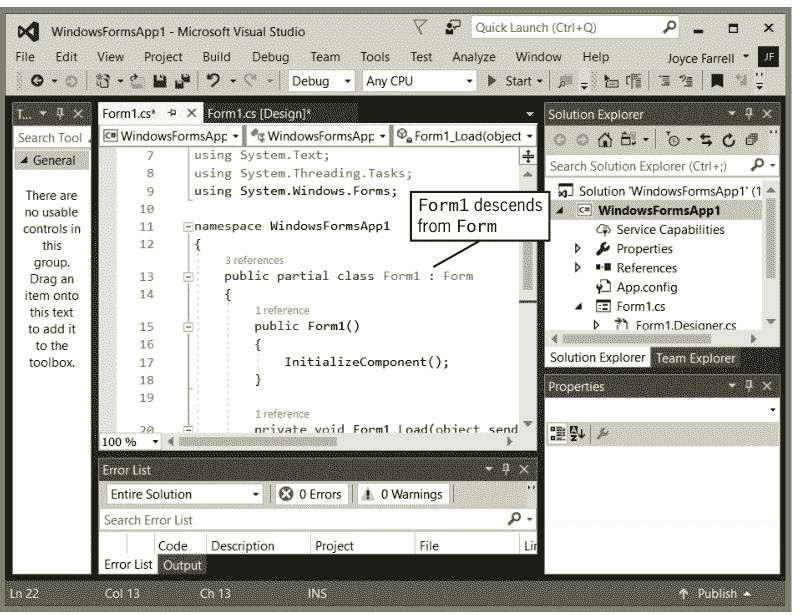 WindowsFormsApp1 - Microsoft Visual Studio
Quick Launch (Ctrl+Q)
File Edit View Project Build Debug Team Tools Test Analyze Window Help
Joyce Farrell JF
Debug Any CPU Start
T...
Search Tool
General
There are
no usable
controls in
this
group.
Drag an
item onto
this text
to add it
to the
toolbox.
Form1.cs* Form1.cs [Design]*
WindowsFormsApp WindowsFormsApp Form1_Load(object
7 using System.Text;
8 using System.Threading.Tasks;
9 using System.Windows.Forms;
10
11 namespace WindowsFormsApp1
12 {
3 references
13 public partial class Form1 : Form
14 {
1 reference
15 public Form1()
16 {
17 InitializeComponent();
18 }
19
1 reference
20 private void Form1_Load(object send
100 %
Form1 descends
from Form
Error List
Entire Solution 0 Errors 0 Warnings
Search Error List
Code Description Project File Lin
Error List Output
Solution Explorer
Search Solution Explorer (Ctrl+;)
Solution 'WindowsFormsApp1' (1
C# WindowsFormsApp1
Service Capabilities
Properties
References
App.config
Form1.cs
Form1.Designer.cs
Solution Explorer Team Explorer
Properties
Ln 22 Col 13 Ch 13 INS Publish